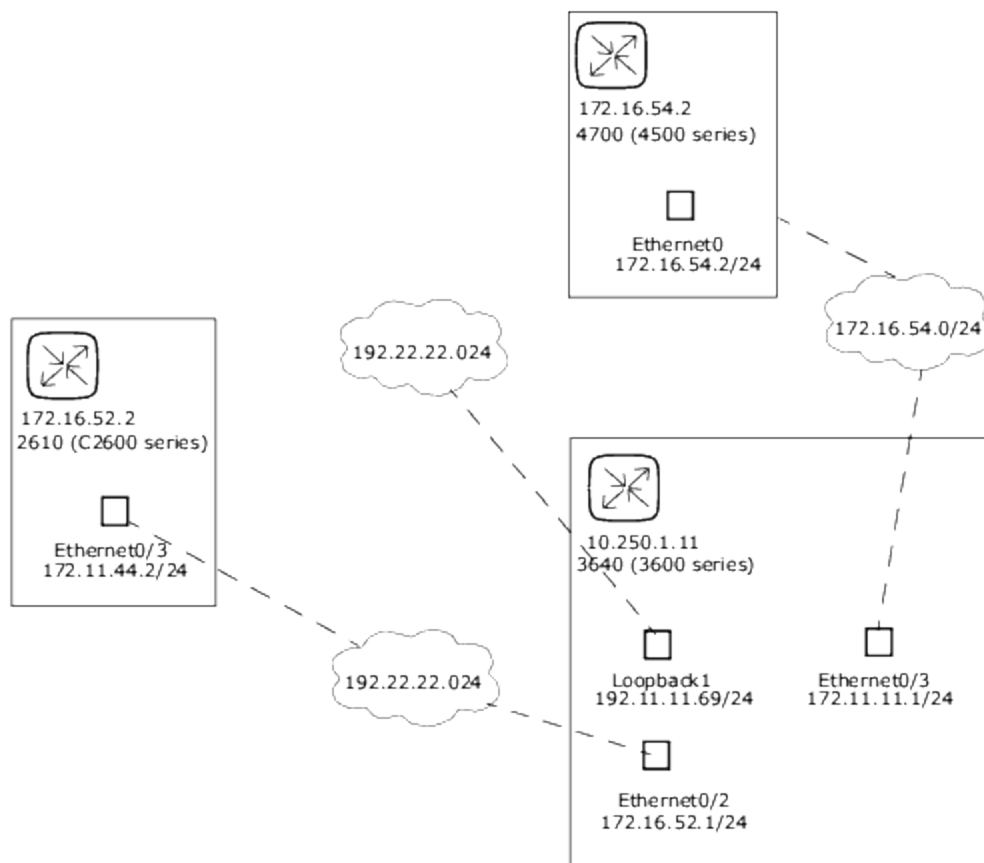 172.16.54.2
4700 (4500 series)
Ethernet0
172.16.54.2/24
172.16.54.0/24
192.22.22.024
172.16.52.2
2610 (C2600 series)
Ethernet0/3
172.11.44.2/24
10.250.1.11
3640 (3600 series)
Loopback1
192.11.11.69/24
Ethernet0/3
172.11.11.1/24
192.22.22.024
Ethernet0/2
172.16.52.1/24